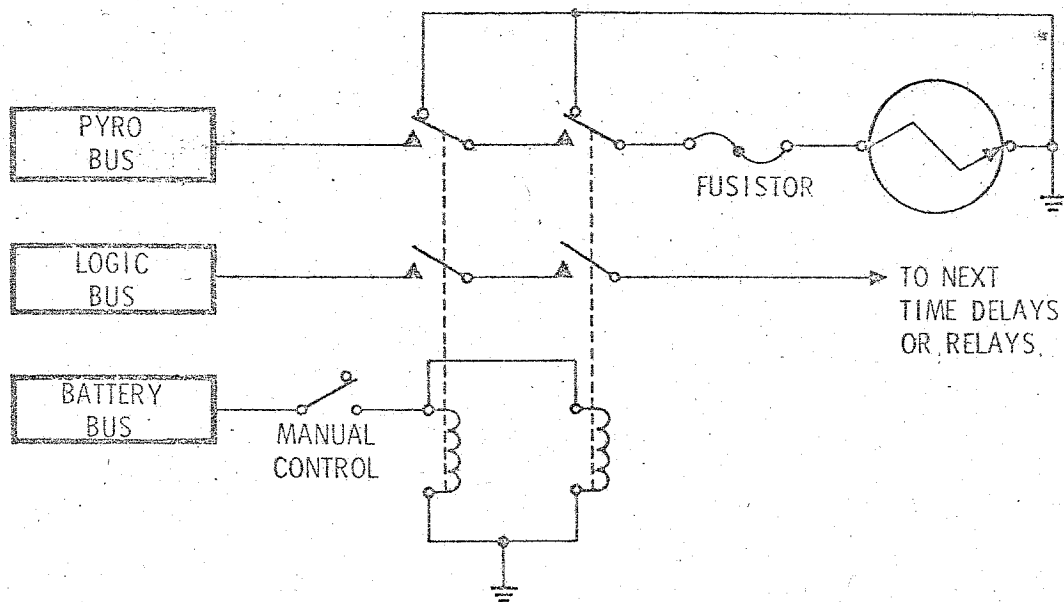 PYRO
BUS
FUSISTOR
LOGIC
BUS
TO NEXT
TIME DELAYS
OR RELAYS.
BATTERY
BUS
MANUAL
CONTROL